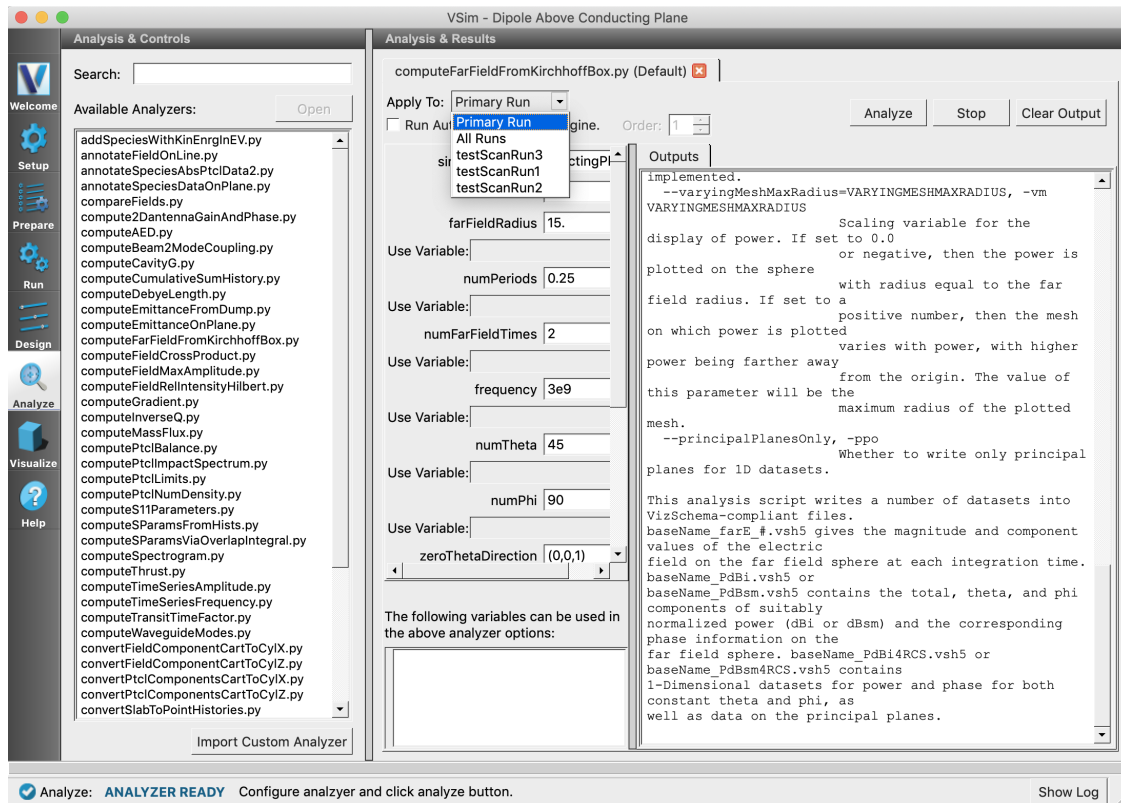 VSim - Dipole Above Conducting Plane
Analysis & Controls
Search:
Available Analyzers:
Open
addSpeciesWithKinEnrgInEV.py
annotateFieldOnLine.py
annotateSpeciesAbsPtclData2.py
annotateSpeciesDataOnPlane.py
compareFields.py
compute2DantennaGainAndPhase.py
computeAED.py
computeBeam2ModeCoupling.py
computeCavityG.py
computeCumulativeSumHistory.py
computeDebyeLength.py
computeEmittanceFromDump.py
computeEmittanceOnPlane.py
computeFarFieldFromKirchhoffBox.py
computeFieldCrossProduct.py
computeFieldMaxAmplitude.py
computeFieldRelIntensityHilbert.py
computeGradient.py
computeInverseQ.py
computeMassFlux.py
computePtclBalance.py
computePtclImpactSpectrum.py
computePtclLimits.py
computePtclNumDensity.py
computeS11Parameters.py
computeSParamsFromHists.py
computeSParamsViaOverlapIntegral.py
computeSpectrogram.py
computeThrust.py
computeTimeSeriesAmplitude.py
computeTimeSeriesFrequency.py
computeTransitTimeFactor.py
computeWaveguideModes.py
convertFieldComponentCartToCylX.py
convertFieldComponentCartToCylZ.py
convertPtclComponentsCartToCylX.py
convertPtclComponentsCartToCylZ.py
convertSlabToPointHistories.py
Import Custom Analyzer
Welcome
Setup
Prepare
Run
Design
Analyze
Visualize
Help
Analysis & Results
computeFarFieldFromKirchhoffBox.py (Default)
Apply To: Primary Run
Primary Run
All Runs
testScanRun3
testScanRun1
testScanRun2
Run Au
gine.
Order: 1
Analyze
Stop
Clear Output
sim
ctingPl
farFieldRadius 15.
Use Variable:
numPeriods 0.25
Use Variable:
numFarFieldTimes 2
Use Variable:
frequency 3e9
Use Variable:
numTheta 45
Use Variable:
numPhi 90
Use Variable:
zeroThetaDirection (0,0,1)
The following variables can be used in
the above analyzer options:
Outputs
implemented.
--varyingMeshMaxRadius=VARYINGMESHMAXRADIUS, -vm
VARYINGMESHMAXRADIUS
Scaling variable for the
display of power. If set to 0.0
or negative, then the power is
plotted on the sphere
with radius equal to the far
field radius. If set to a
positive number, then the mesh
on which power is plotted
varies with power, with higher
power being farther away
from the origin. The value of
this parameter will be the
maximum radius of the plotted
mesh.
--principalPlanesOnly, -ppo
Whether to write only principal
planes for 1D datasets.
This analysis script writes a number of datasets into
VizSchema-compliant files.
baseName_farE_#.vsh5 gives the magnitude and component
values of the electric
field on the far field sphere at each integration time.
baseName_PdBi.vsh5 or
baseName_PdBsm.vsh5 contains the total, theta, and phi
components of suitably
normalized power (dBi or dBsm) and the corresponding
phase information on the
far field sphere. baseName_PdBi4RCS.vsh5 or
baseName_PdBsm4RCS.vsh5 contains
1-Dimensional datasets for power and phase for both
constant theta and phi, as
well as data on the principal planes.
Analyze: ANALYZER READY Configure analzyer and click analyze button.
Show Log